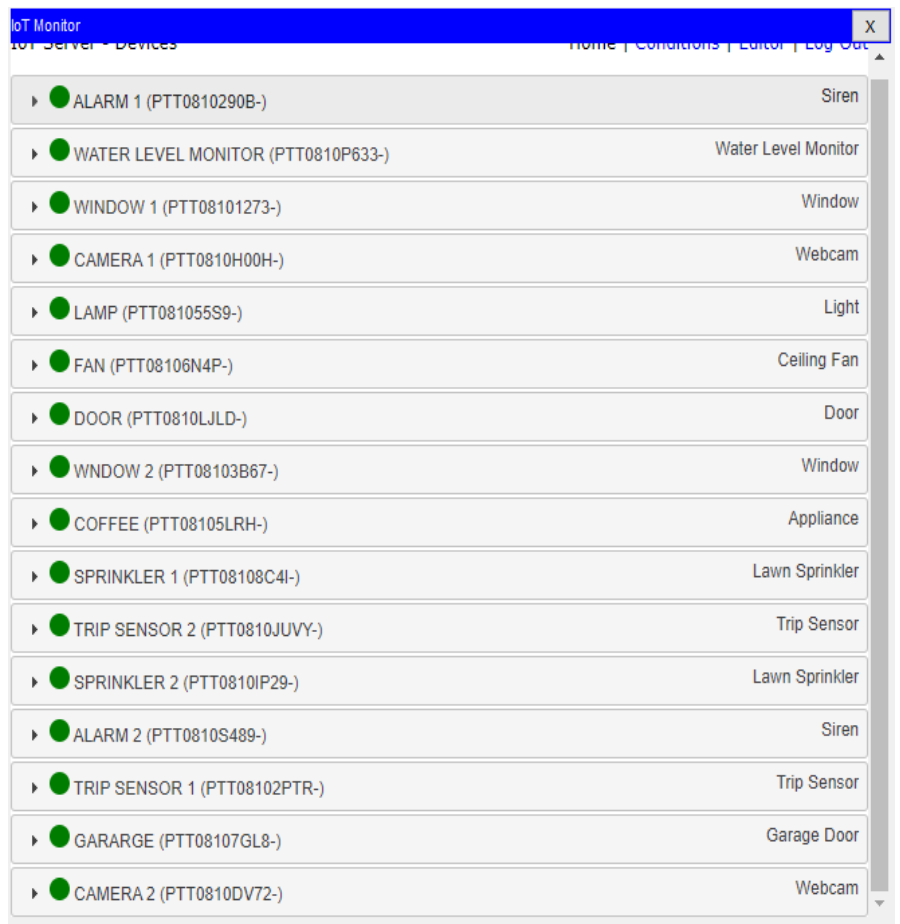 IoT Monitor X
IoT Server - Devices Home | Conditions | Editor | Log Out
ALARM 1 (PTT0810290B-) Siren
WATER LEVEL MONITOR (PTT0810P633-) Water Level Monitor
WINDOW 1 (PTT08101273-) Window
CAMERA 1 (PTT0810H00H-) Webcam
LAMP (PTT081055S9-) Light
FAN (PTT08106N4P-) Ceiling Fan
DOOR (PTT0810LJLD-) Door
WNDOW 2 (PTT08103B67-) Window
COFFEE (PTT08105LRH-) Appliance
SPRINKLER 1 (PTT08108C4I-) Lawn Sprinkler
TRIP SENSOR 2 (PTT0810JUVY-) Trip Sensor
SPRINKLER 2 (PTT0810IP29-) Lawn Sprinkler
ALARM 2 (PTT0810S489-) Siren
TRIP SENSOR 1 (PTT08102PTR-) Trip Sensor
GARARGE (PTT08107GL8-) Garage Door
CAMERA 2 (PTT0810DV72-) Webcam